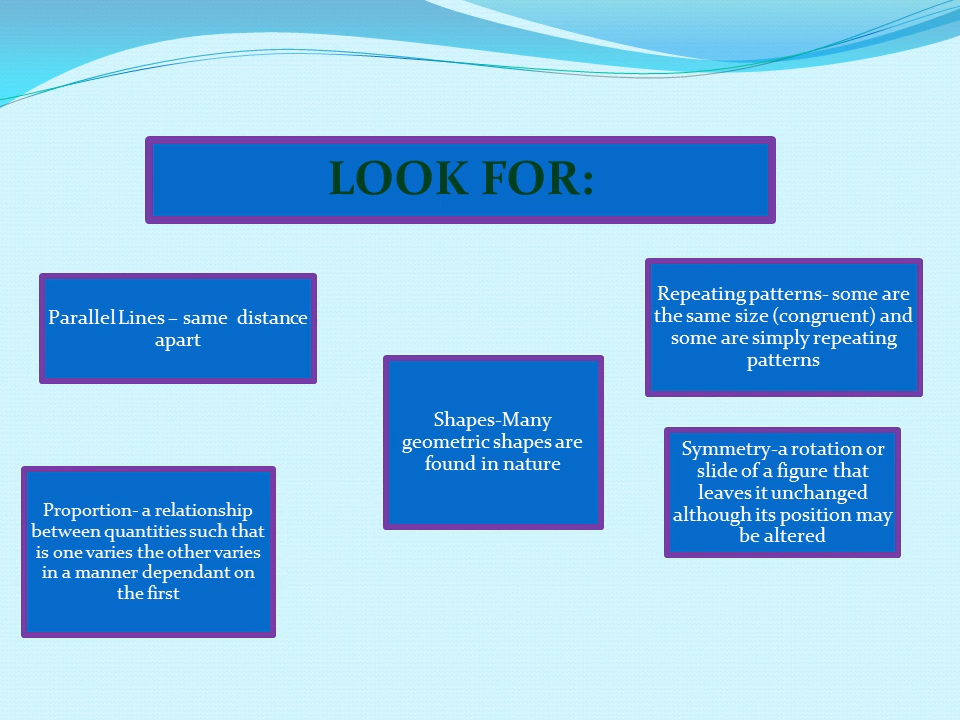 LOOK FOR:
Parallel Lines – same  distance
apart
Repeating patterns- some are
the same size (congruent) and
some are simply repeating
patterns
Shapes-Many
geometric shapes are
found in nature
Symmetry-a rotation or
slide of a figure that
leaves it unchanged
although its position may
be altered
Proportion- a relationship
between quantities such that
is one varies the other varies
in a manner dependant on
the first